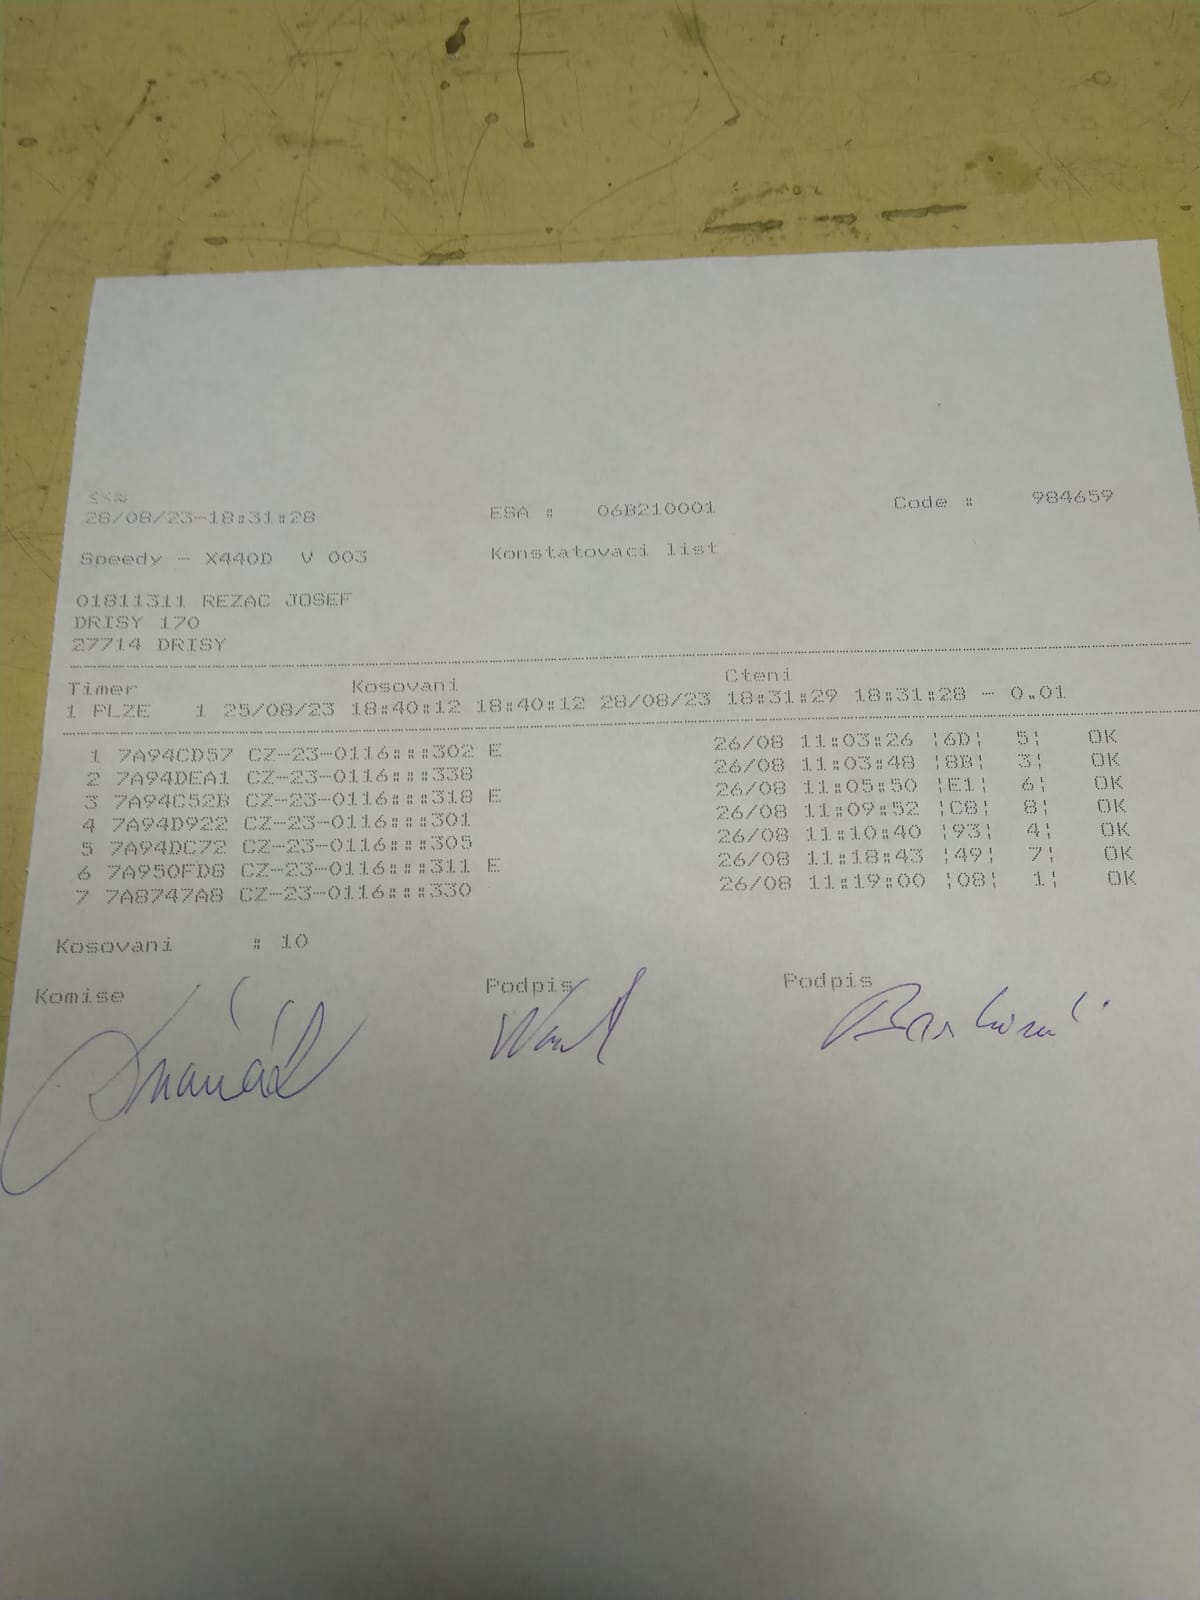 28/08/23-18:31:28 ESA : 06B210001 Code : 984659
Speedy - X440D V 003 Konstatovaci list
01811311 REZAC JOSEF
DRISY 170
27714 DRISY
Timer Kosovani Cteni
1 PLZE 1 25/08/23 18:40:12 18:40:12 28/08/23 18:31:29 18:31:28 - 0.01
1 7A94CD57 CZ-23-0116:::302 E 26/08 11:03:26 ¦6D¦ 5¦ OK
2 7A94DEA1 CZ-23-0116:::338 26/08 11:03:48 ¦8B¦ 3¦ OK
3 7A94C52B CZ-23-0116:::318 E 26/08 11:05:50 ¦E1¦ 6¦ OK
4 7A94D922 CZ-23-0116:::301 26/08 11:09:52 ¦C8¦ 8¦ OK
5 7A94DC72 CZ-23-0116:::305 26/08 11:10:40 ¦93¦ 4¦ OK
6 7A950FD8 CZ-23-0116:::311 E 26/08 11:18:43 ¦49¦ 7¦ OK
7 7A8747A8 CZ-23-0116:::330 26/08 11:19:00 ¦08¦ 1¦ OK
Kosovani : 10
Komise Podpis Podpis